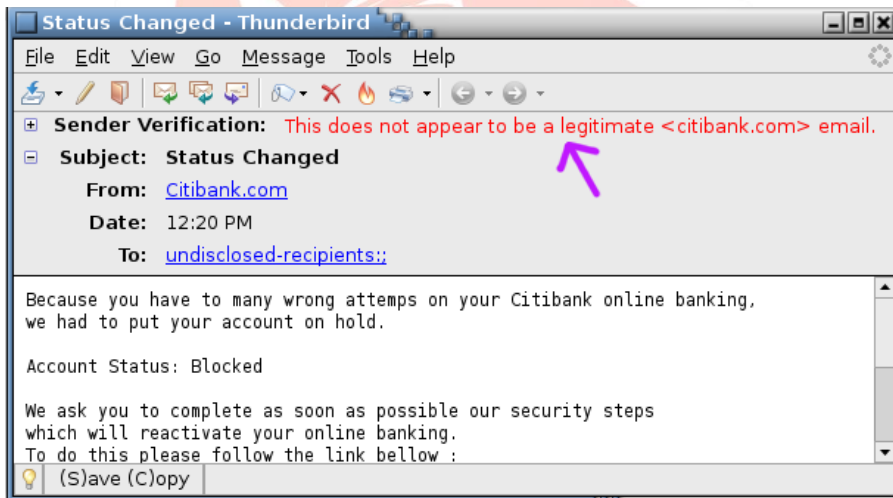 Status Changed - Thunderbird
File Edit View Go Message Tools Help
Sender Verification: This does not appear to be a legitimate <citibank.com> email.
Subject: Status Changed
From: Citibank.com
Date: 12:20 PM
To: undisclosed-recipients:;
Because you have to many wrong attemps on your Citibank online banking,
we had to put your account on hold.
Account Status: Blocked
We ask you to complete as soon as possible our security steps
which will reactivate your online banking.
To do this please follow the link bellow :
(S)ave (C)opy